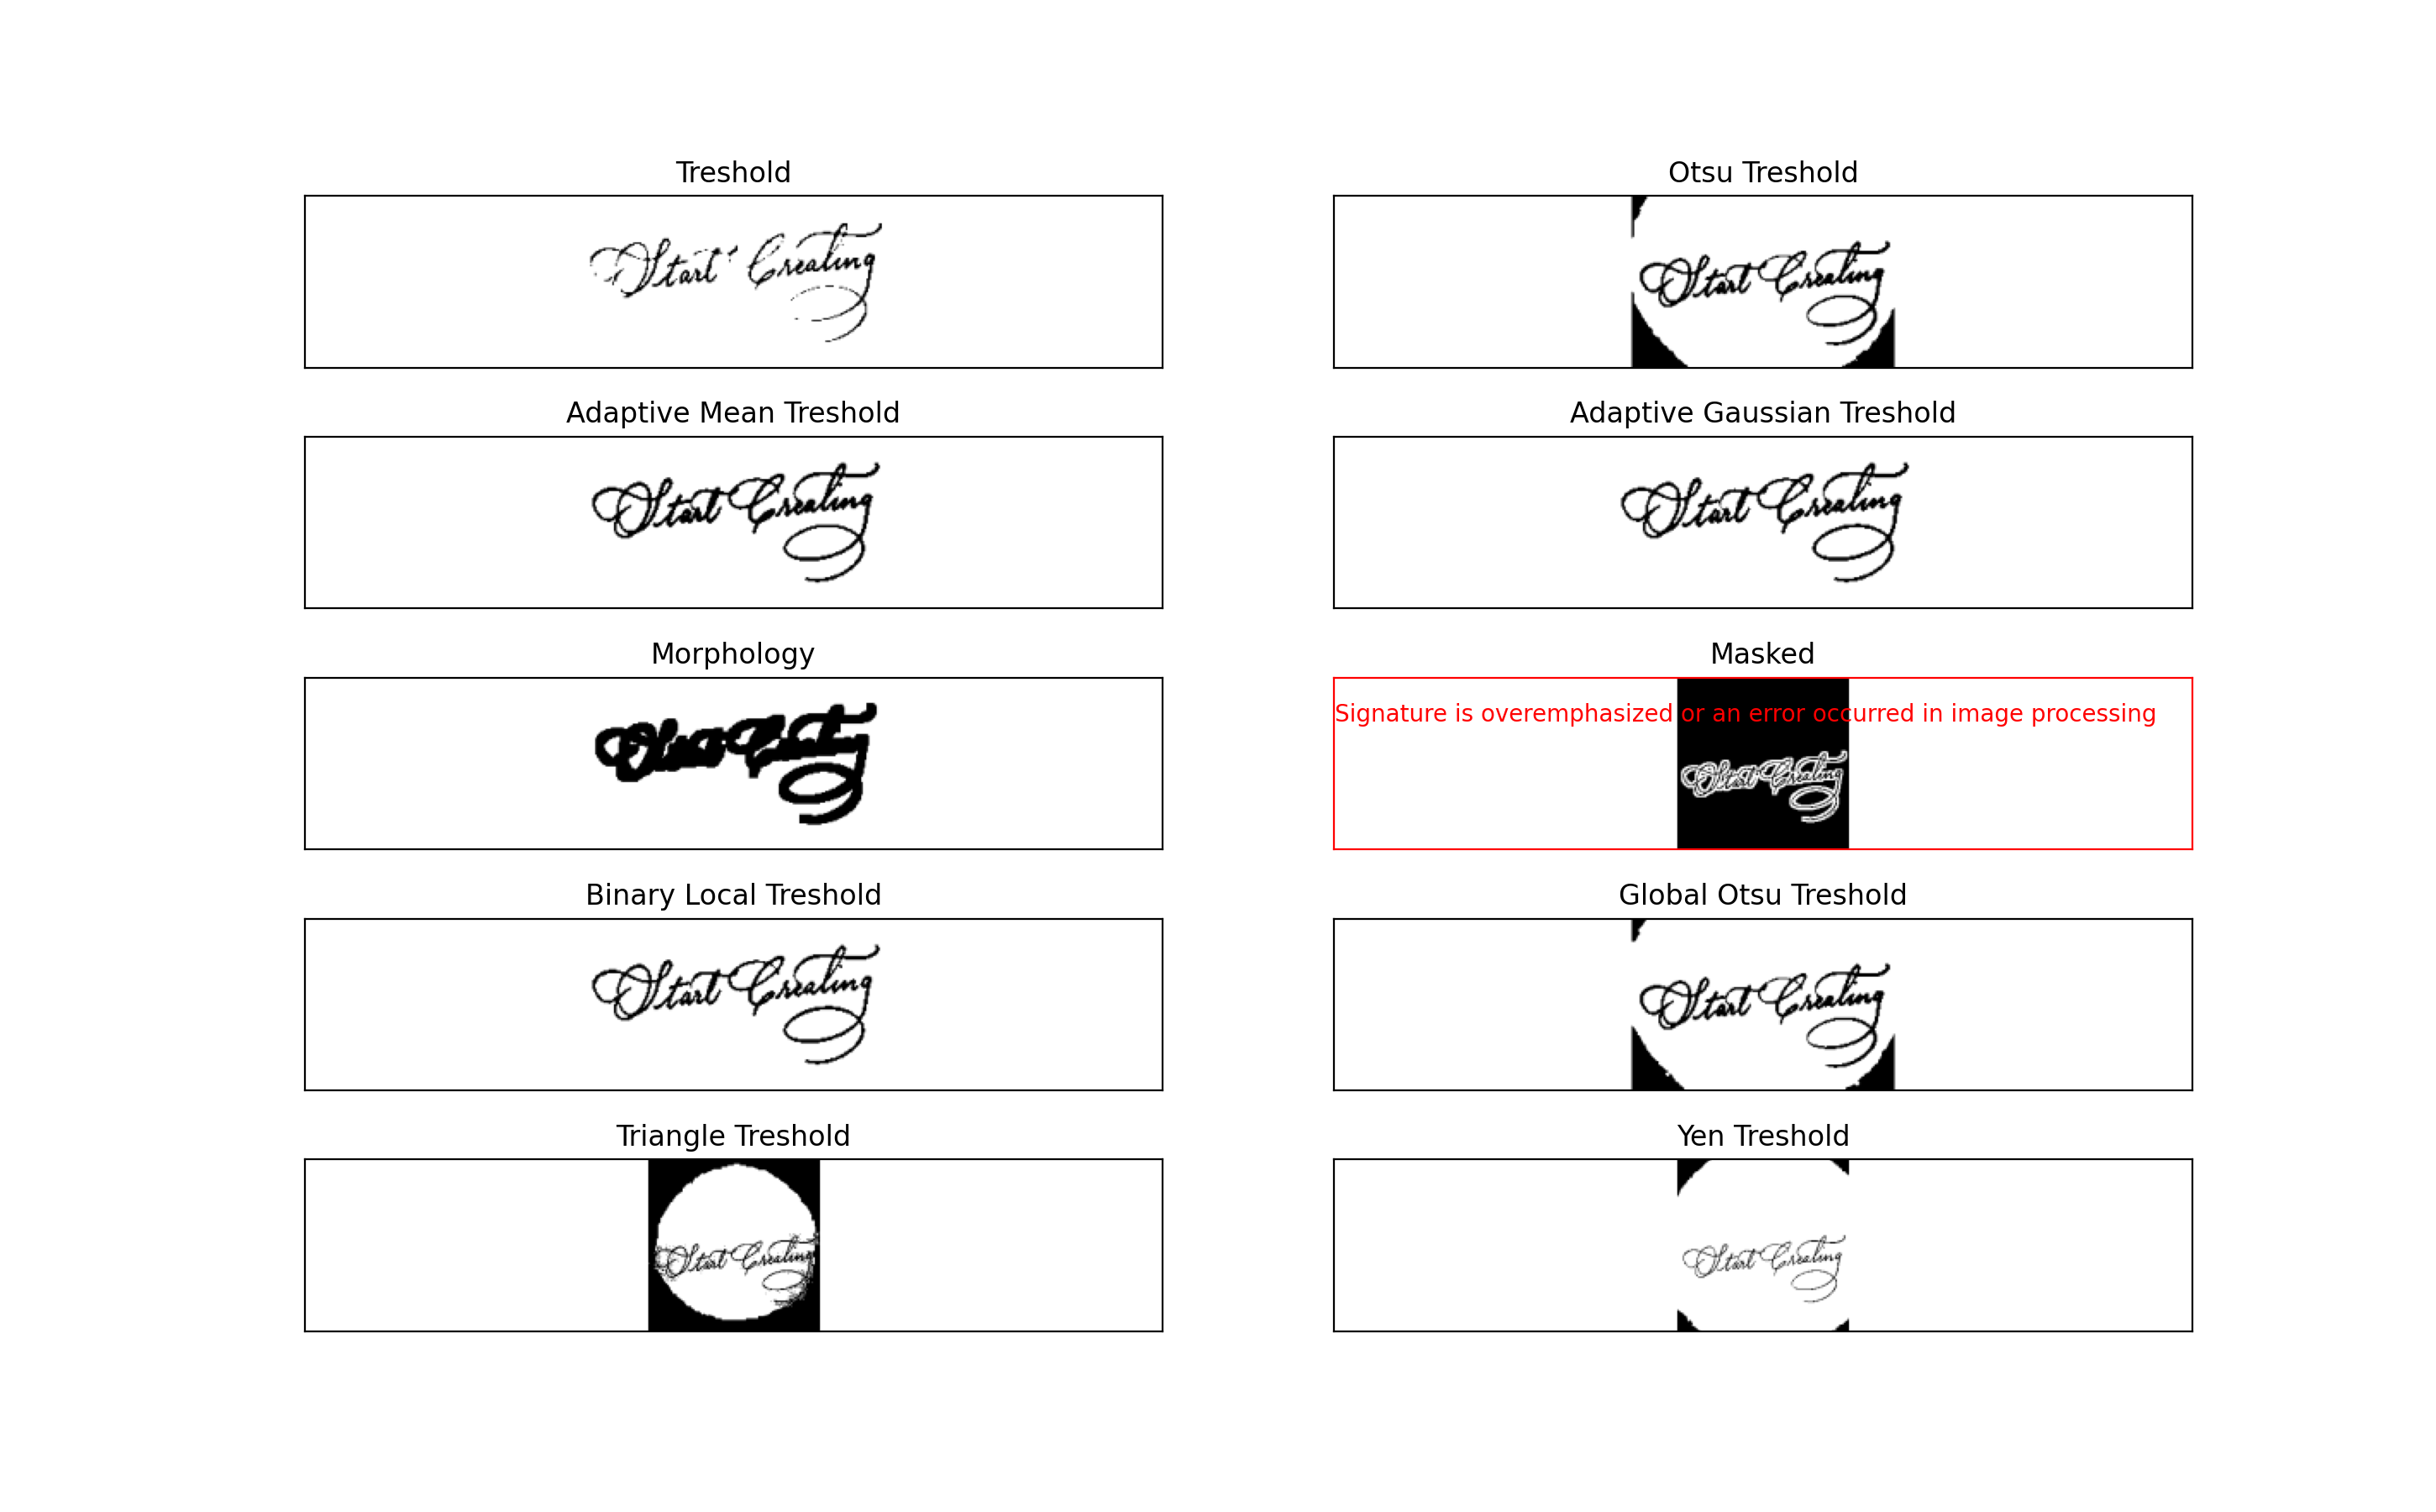 Treshold
Start Creating
Otsu Treshold
Start Creating
Adaptive Mean Treshold
Start Creating
Adaptive Gaussian Treshold
Start Creating
Morphology
Masked
Signature is overemphasized or an error occurred in image processing
Start Creating
Binary Local Treshold
Start Creating
Global Otsu Treshold
Start Creating
Triangle Treshold
Start Creating
Yen Treshold
Start Creating